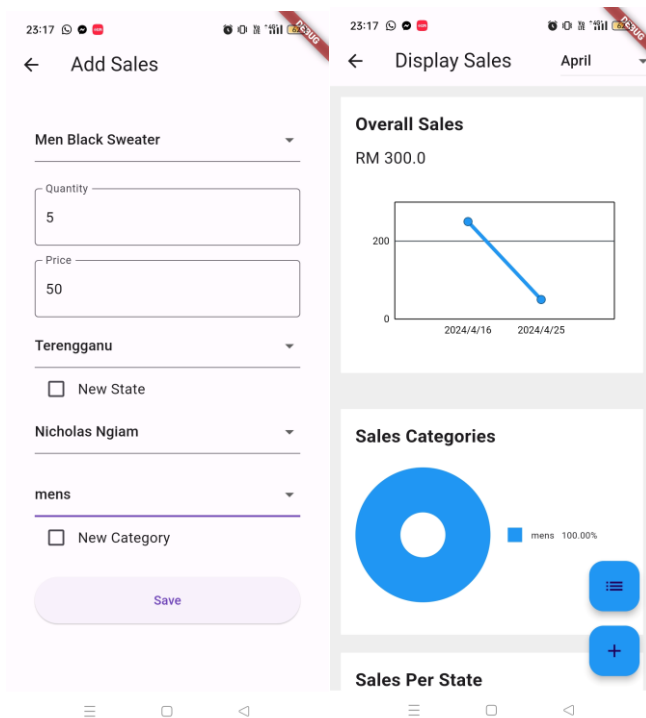 23:17
Add Sales
Men Black Sweater
Quantity
5
Price
50
Terengganu
New State
Nicholas Ngiam
mens
New Category
Save
23:17
Display Sales
April
Overall Sales
RM 300.0
200
0
2024/4/16
2024/4/25
Sales Categories
mens 100.00%
+
Sales Per State